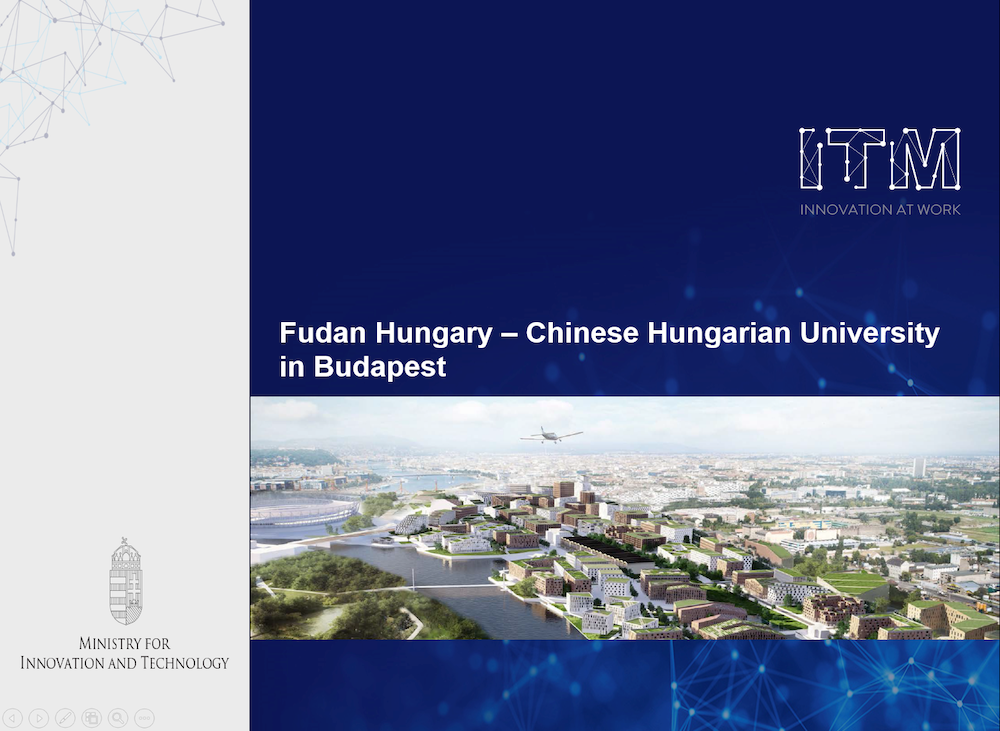 ITM
INNOVATION AT WORK
Fudan Hungary – Chinese Hungarian University
in Budapest
MINISTRY FOR
INNOVATION AND TECHNOLOGY